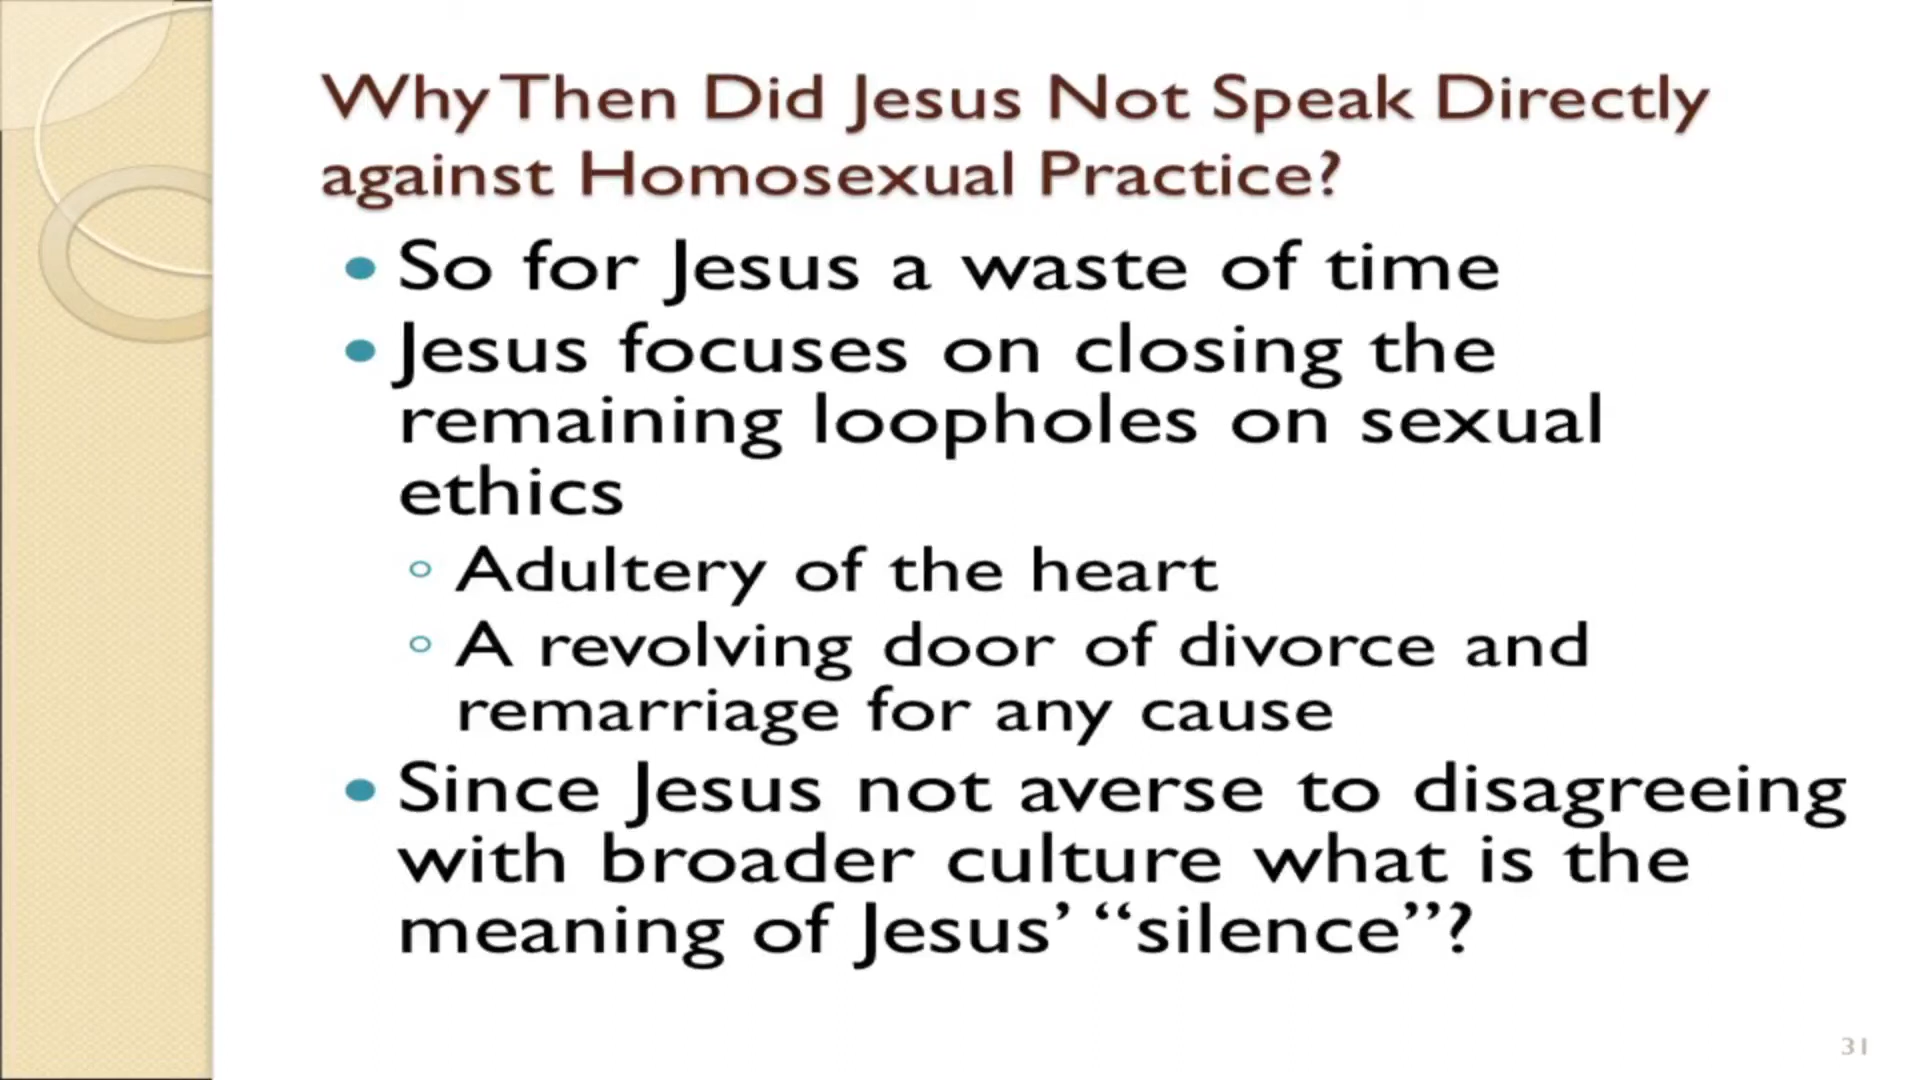 Why Then Did Jesus Not Speak Directly
against Homosexual Practice?
• So for Jesus a waste of time
• Jesus focuses on closing the
remaining loopholes on sexual
ethics
◦ Adultery of the heart
◦ A revolving door of divorce and
remarriage for any cause
• Since Jesus not averse to disagreeing
with broader culture what is the
meaning of Jesus’ “silence”?
31